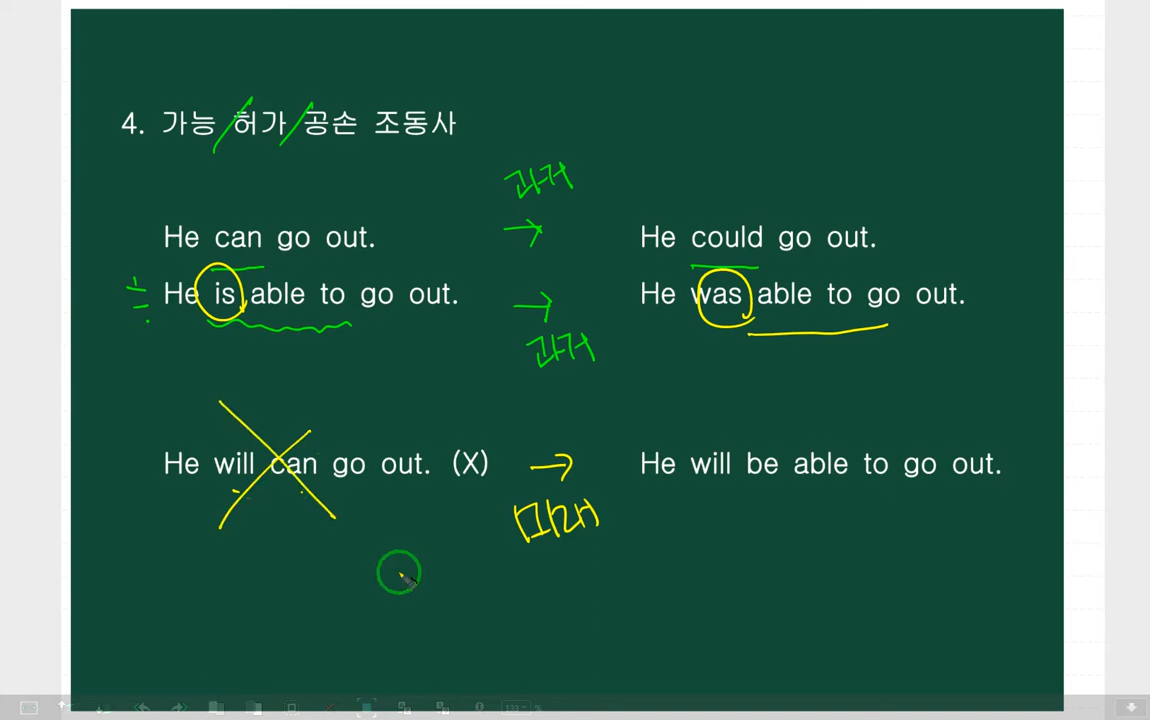 4. 가능 허가 공손 조동사
과거
He can go out. → He could go out.
He is able to go out. → He was able to go out.
과거
He will can go out. (X) → He will be able to go out.
미래
133 %